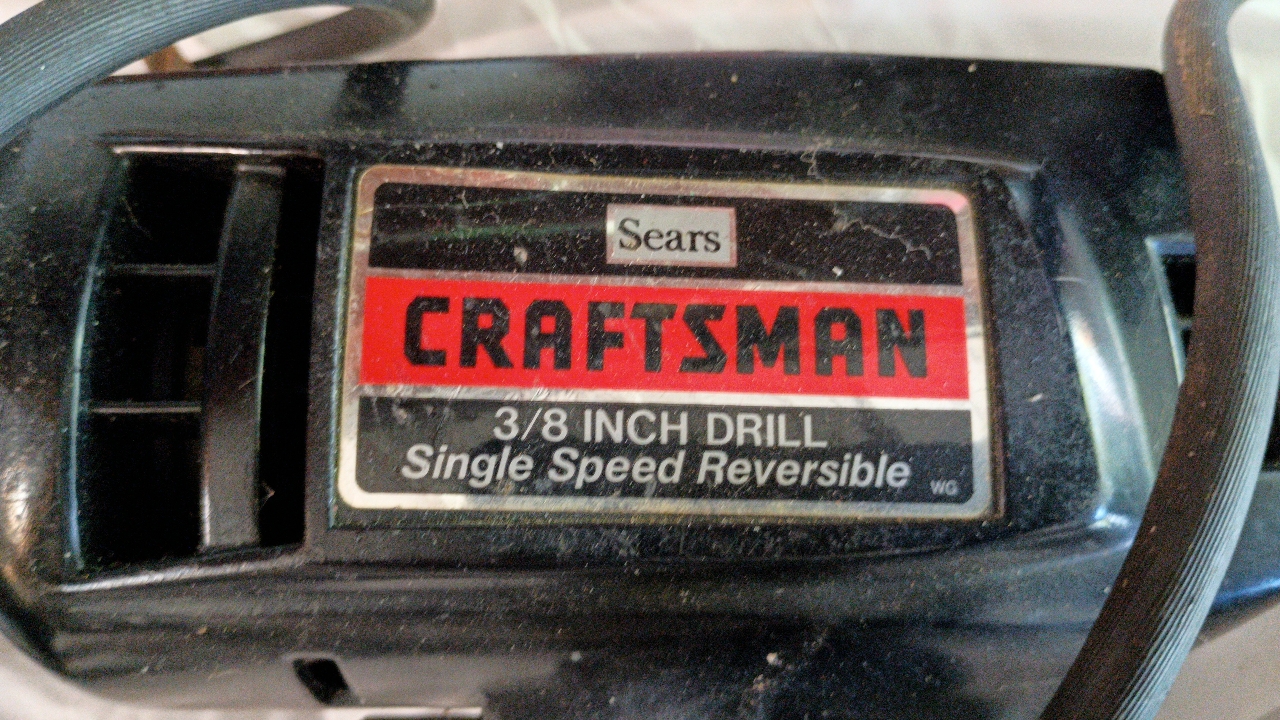 Sears
CRAFTSMAN
3/8 INCH DRILL
Single Speed Reversible
WG